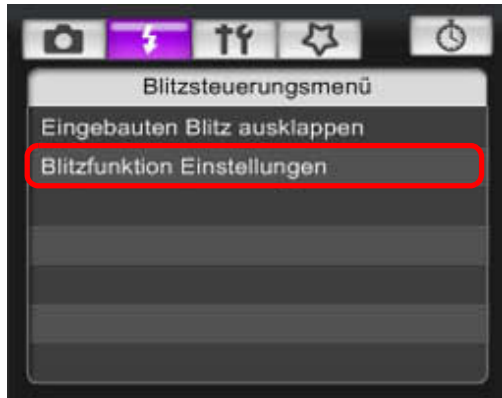 Blitzsteuerungsmenü
Eingebauten Blitz ausklappen
Blitzfunktion Einstellungen